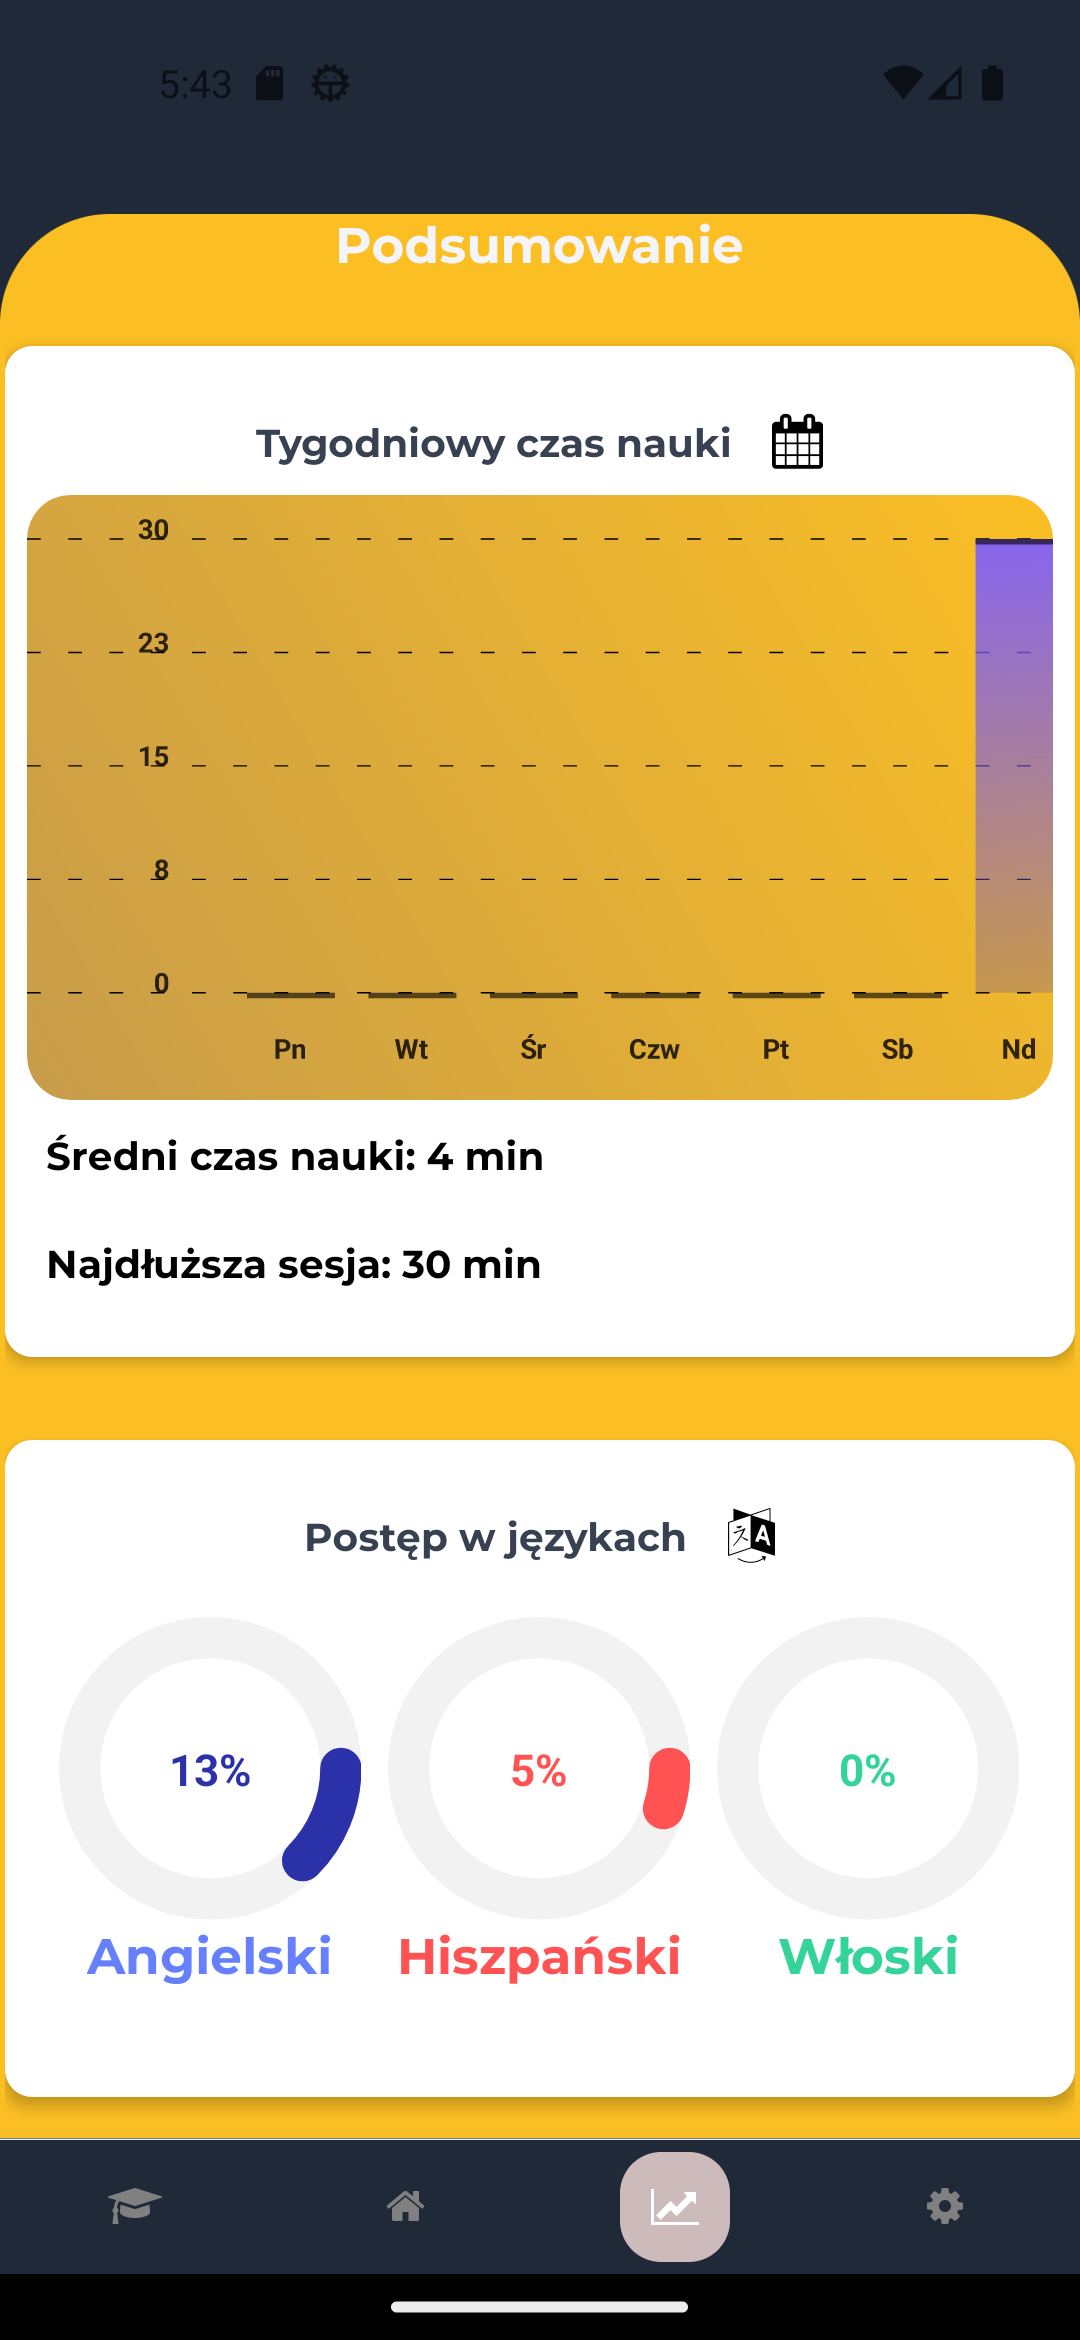 5:43
Podsumowanie
Tygodniowy czas nauki
30
23
15
8
0
Pn Wt Śr Czw Pt Sb Nd
Średni czas nauki: 4 min
Najdłuższa sesja: 30 min
Postęp w językach
13% 5% 0%
Angielski Hiszpański Włoski